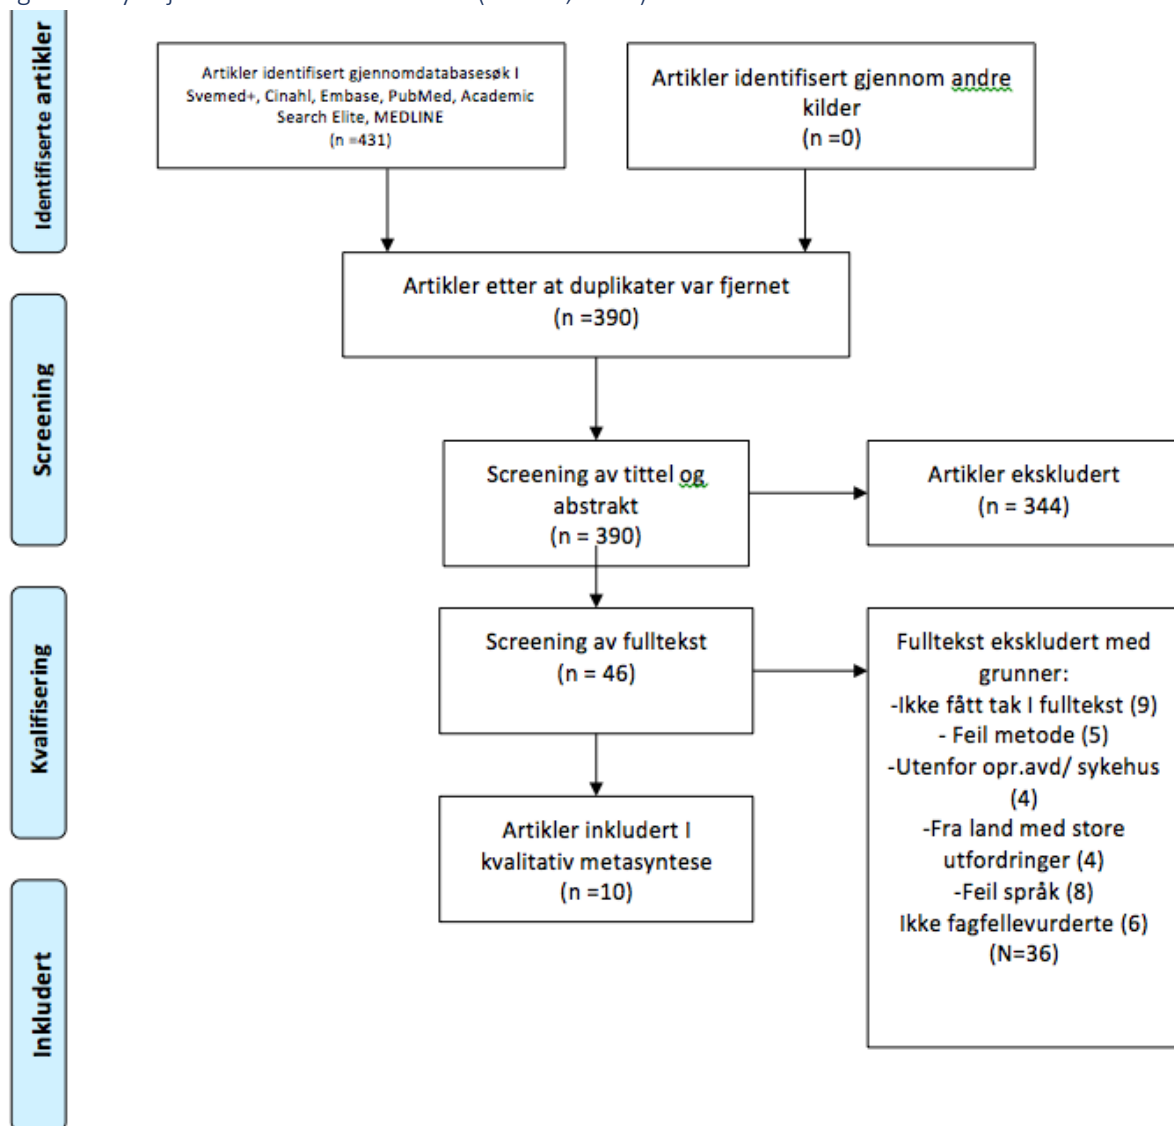 Identifiserte artikler
Artikler identifisert gjennomdatabasesøk I
Svemed+, Cinahl, Embase, PubMed, Academic
Search Elite, MEDLINE
(n =431)
Artikler identifisert gjennom andre
kilder
(n =0)
Artikler etter at duplikater var fjernet
(n =390)
Screening
Screening av tittel og
abstrakt
(n = 390)
Artikler ekskludert
(n = 344)
Kvalifisering
Screening av fulltekst
(n = 46)
Fulltekst ekskludert med
grunner:
-Ikke fått tak I fulltekst (9)
- Feil metode (5)
-Utenfor opr.avd/ sykehus
(4)
-Fra land med store
utfordringer (4)
-Feil språk (8)
Ikke fagfellevurderte (6)
(N=36)
Artikler inkludert I
kvalitativ metasyntese
(n =10)
Inkludert